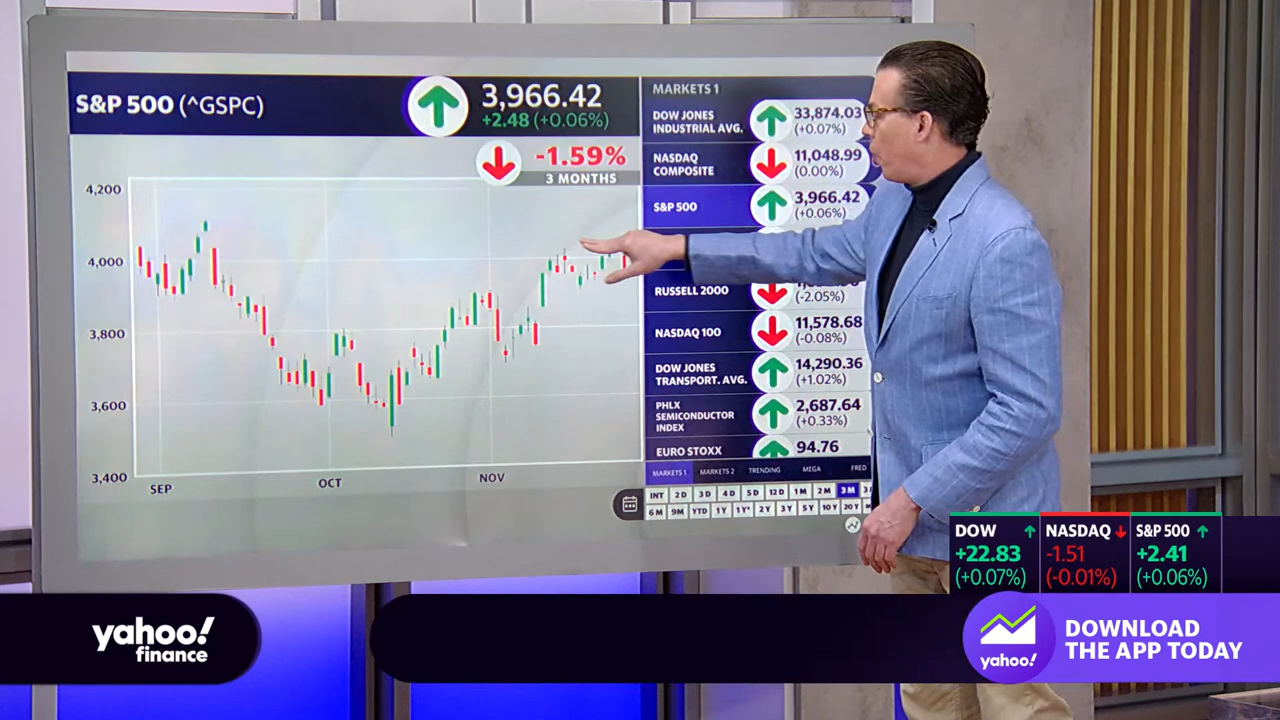 S&P 500 (^GSPC)
3,966.42
+2.48 (+0.06%)
-1.59%
3 MONTHS
4,200
4,000
3,800
3,600
3,400
SEP
OCT
NOV
MARKETS 1
DOW JONES
INDUSTRIAL AVG.
33,874.03
(+0.07%)
NASDAQ
COMPOSITE
11,048.99
(0.00%)
S&P 500
3,966.42
(+0.06%)
RUSSELL 2000
(-2.05%)
NASDAQ 100
11,578.68
(-0.08%)
DOW JONES
TRANSPORT. AVG.
14,290.36
(+1.02%)
PHLX
SEMICONDUCTOR
INDEX
2,687.64
(+0.33%)
EURO STOXX
94.76
MARKETS 1 MARKETS 2 TRENDING MEGA FRED
INT 2D 3D 4D 5D 12D 1M 2M 3M
6M 9M YTD 1Y 1Y* 2Y 3Y 5Y 10Y 20Y
DOW
+22.83
(+0.07%)
NASDAQ
-1.51
(-0.01%)
S&P 500
+2.41
(+0.06%)
yahoo!
finance
yahoo!
DOWNLOAD
THE APP TODAY